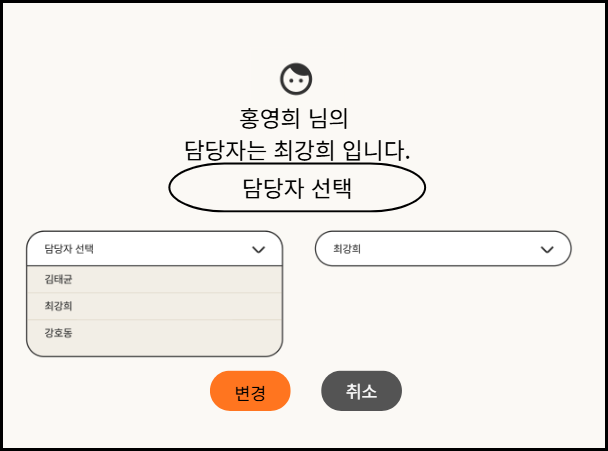 홍영희 님의
담당자는 최강희 입니다.
담당자 선택
담당자 선택
김태균
최강희
강호동
최강희
변경
취소